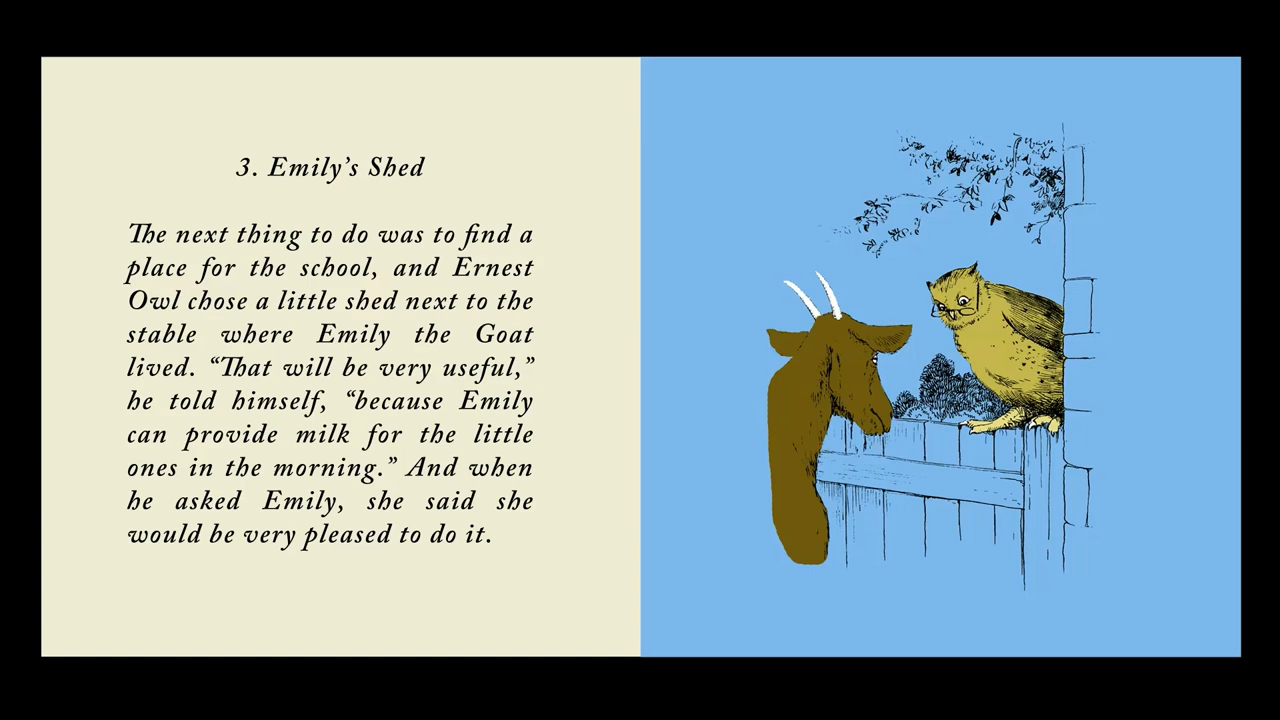 3. Emily’s Shed
The next thing to do was to find a
place for the school, and Ernest
Owl chose a little shed next to the
stable where Emily the Goat
lived. “That will be very useful,”
he told himself, “because Emily
can provide milk for the little
ones in the morning.” And when
he asked Emily, she said she
would be very pleased to do it.